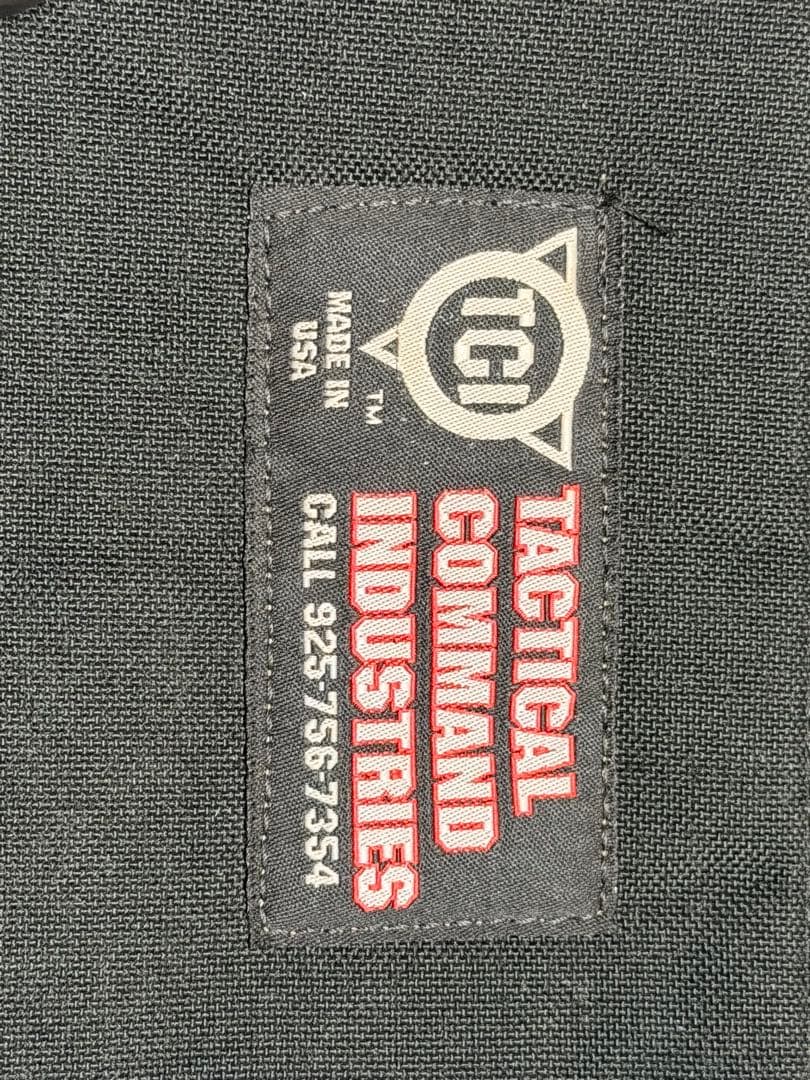 TCI
TM
MADE IN
USA
TACTICAL
COMMAND
INDUSTRIES
CALL 925-756-7354